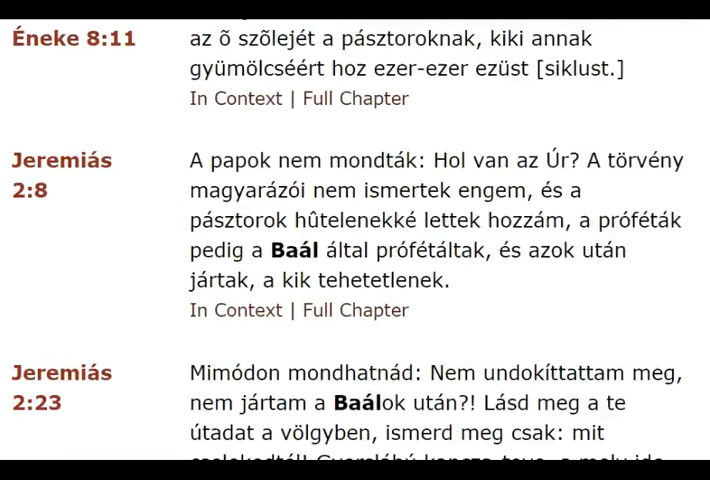 Éneke 8:11
az õ szõlejét a pásztoroknak, kiki annak
gyümölcséért hoz ezer-ezer ezüst [siklust.]
In Context | Full Chapter
Jeremiás
2:8
A papok nem mondták: Hol van az Úr? A törvény
magyarázói nem ismertek engem, és a
pásztorok hûtelenekké lettek hozzám, a próféták
pedig a Baál által prófétáltak, és azok után
jártak, a kik tehetetlenek.
In Context | Full Chapter
Jeremiás
2:23
Mimódon mondhatnád: Nem undokíttattam meg,
nem jártam a Baálok után?! Lásd meg a te
útadat a völgyben, ismerd meg csak: mit